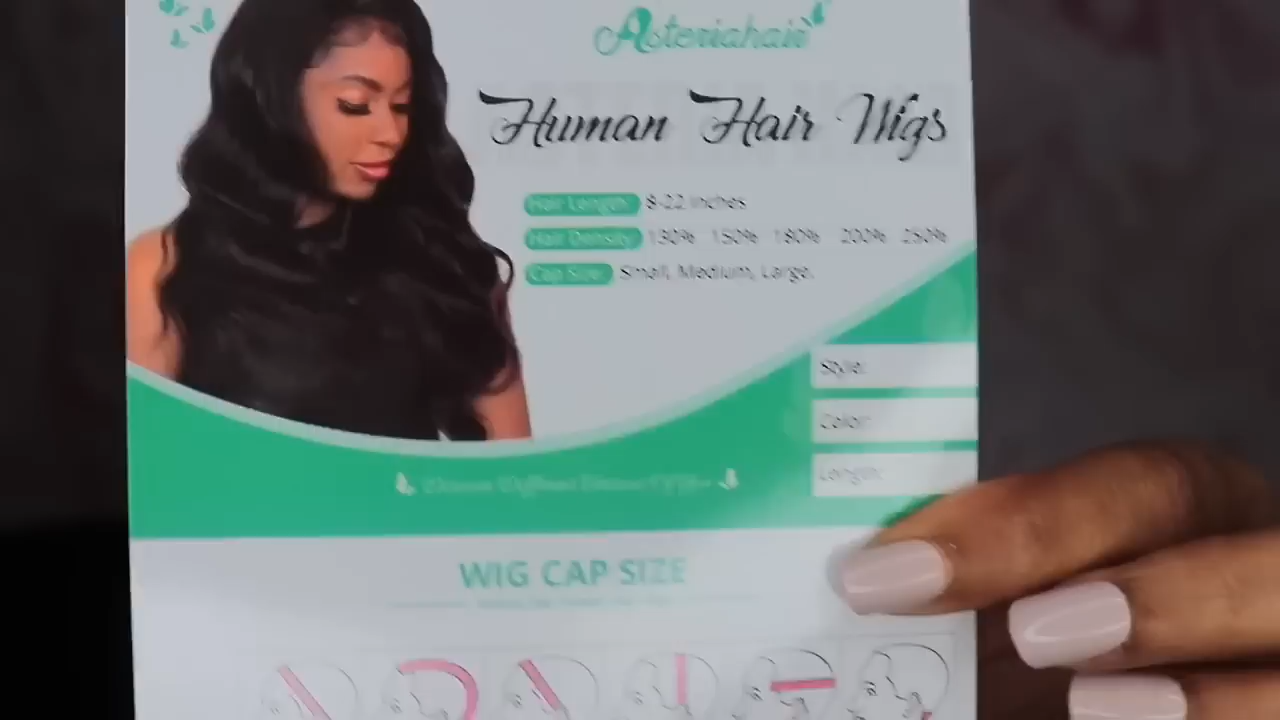 Asteriahair
Human Hair Wigs
Hair Length: 8-22 inches
Hair Density: 130% 150% 180% 200% 250%
Cap Size: Small, Medium, Large.
Style:
Color:
Length:
WIG CAP SIZE